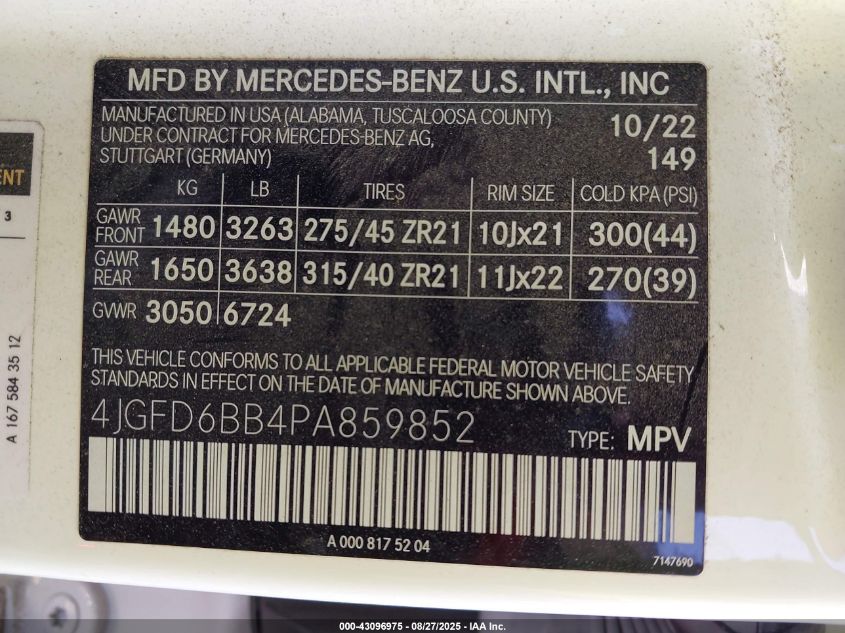 MFD BY MERCEDES-BENZ U.S. INTL., INC
MANUFACTURED IN USA (ALABAMA, TUSCALOOSA COUNTY)
UNDER CONTRACT FOR MERCEDES-BENZ AG,
STUTTGART (GERMANY)
10/22
149
KG LB TIRES RIM SIZE COLD KPA (PSI)
GAWR FRONT 1480 3263 275/45 ZR21 10Jx21 300(44)
GAWR REAR 1650 3638 315/40 ZR21 11Jx22 270(39)
GVWR 3050 6724
THIS VEHICLE CONFORMS TO ALL APPLICABLE FEDERAL MOTOR VEHICLE SAFETY
STANDARDS IN EFFECT ON THE DATE OF MANUFACTURE SHOWN ABOVE.
4JGFD6BB4PA859852
TYPE: MPV
A 000 817 52 04
7147690
3
A 167 584 35 12
000-43096975 - 08/27/2025 - IAA Inc.